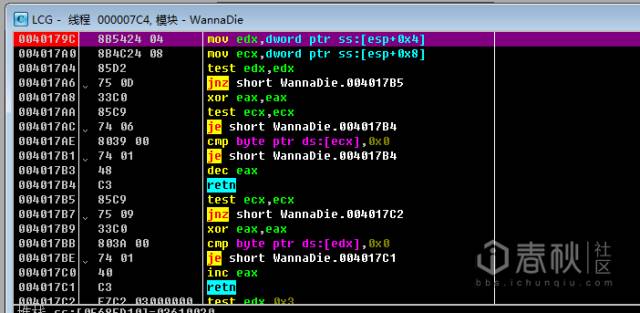 LCG - 线程 000007C4, 模块 - WannaDie
0040179C 8B5424 04 mov edx,dword ptr ss:[esp+0x4]
004017A0 8B4C24 08 mov ecx,dword ptr ss:[esp+0x8]
004017A4 85D2 test edx,edx
004017A6 75 0D jnz short WannaDie.004017B5
004017A8 33C0 xor eax,eax
004017AA 85C9 test ecx,ecx
004017AC 74 06 je short WannaDie.004017B4
004017AE 8039 00 cmp byte ptr ds:[ecx],0x0
004017B1 74 01 je short WannaDie.004017B4
004017B3 48 dec eax
004017B4 C3 retn
004017B5 85C9 test ecx,ecx
004017B7 75 09 jnz short WannaDie.004017C2
004017B9 33C0 xor eax,eax
004017BB 803A 00 cmp byte ptr ds:[edx],0x0
004017BE 74 01 je short WannaDie.004017C1
004017C0 40 inc eax
004017C1 C3 retn
004017C2 F7C2 03000000 test edx,0x3
春秋 社区
bbs.ichunqiu.com